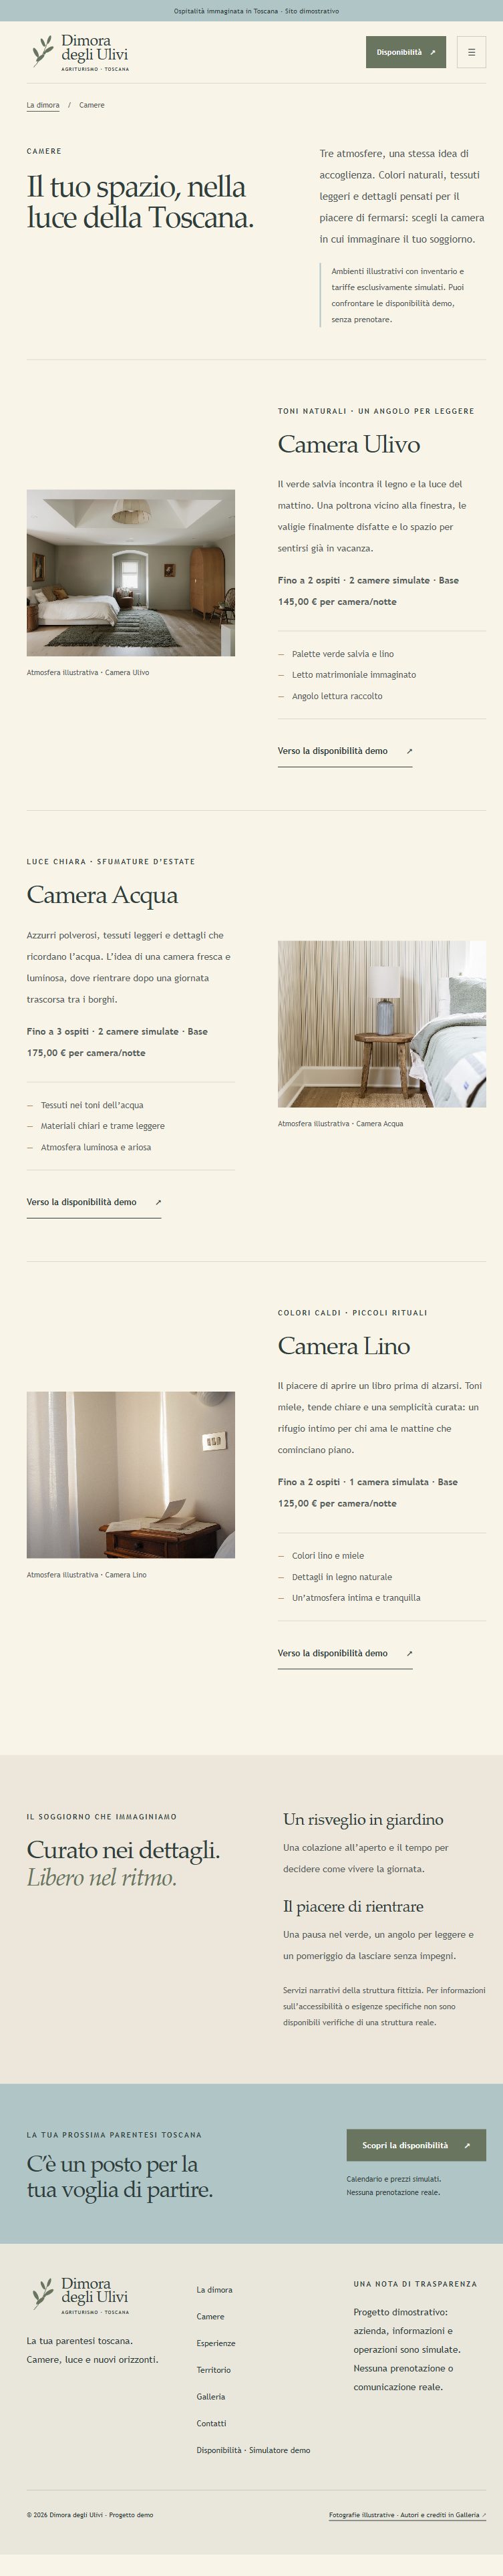 Ospitalità immaginata in Toscana · Sito dimostrativo
Dimora
degli Ulivi
AGRITURISMO · TOSCANA
Disponibilità ↗
☰
La dimora / Camere
CAMERE
Il tuo spazio, nella
luce della Toscana.
Tre atmosfere, una stessa idea di
accoglienza. Colori naturali, tessuti
leggeri e dettagli pensati per il
piacere di fermarsi: scegli la camera
in cui immaginare il tuo soggiorno.
Ambienti illustrativi con inventario e
tariffe esclusivamente simulati. Puoi
confrontare le disponibilità demo,
senza prenotare.
TONI NATURALI · UN ANGOLO PER LEGGERE
Camera Ulivo
Il verde salvia incontra il legno e la luce del
mattino. Una poltrona vicino alla finestra, le
valigie finalmente disfatte e lo spazio per
sentirsi già in vacanza.
Fino a 2 ospiti · 2 camere simulate · Base
145,00 € per camera/notte
— Palette verde salvia e lino
— Letto matrimoniale immaginato
— Angolo lettura raccolto
Verso la disponibilità demo ↗
Atmosfera illustrativa · Camera Ulivo
LUCE CHIARA · SFUMATURE D’ESTATE
Camera Acqua
Azzurri polverosi, tessuti leggeri e dettagli che
ricordano l’acqua. L’idea di una camera fresca e
luminosa, dove rientrare dopo una giornata
trascorsa tra i borghi.
Fino a 3 ospiti · 2 camere simulate · Base
175,00 € per camera/notte
— Tessuti nei toni dell’acqua
— Materiali chiari e trame leggere
— Atmosfera luminosa e ariosa
Verso la disponibilità demo ↗
Atmosfera illustrativa · Camera Acqua
COLORI CALDI · PICCOLI RITUALI
Camera Lino
Il piacere di aprire un libro prima di alzarsi. Toni
miele, tende chiare e una semplicità curata: un
rifugio intimo per chi ama le mattine che
cominciano piano.
Fino a 2 ospiti · 1 camera simulata · Base
125,00 € per camera/notte
— Colori lino e miele
— Dettagli in legno naturale
— Un’atmosfera intima e tranquilla
Verso la disponibilità demo ↗
Atmosfera illustrativa · Camera Lino
IL SOGGIORNO CHE IMMAGINIAMO
Curato nei dettagli.
Libero nel ritmo.
Un risveglio in giardino
Una colazione all’aperto e il tempo per
decidere come vivere la giornata.
Il piacere di rientrare
Una pausa nel verde, un angolo per leggere e
un pomeriggio da lasciare senza impegni.
Servizi narrativi della struttura fittizia. Per informazioni
sull’accessibilità o esigenze specifiche non sono
disponibili verifiche di una struttura reale.
LA TUA PROSSIMA PARENTESI TOSCANA
C’è un posto per la
tua voglia di partire.
Scopri la disponibilità ↗
Calendario e prezzi simulati.
Nessuna prenotazione reale.
Dimora
degli Ulivi
AGRITURISMO · TOSCANA
La tua parentesi toscana.
Camere, luce e nuovi orizzonti.
La dimora
Camere
Esperienze
Territorio
Galleria
Contatti
Disponibilità · Simulatore demo
UNA NOTA DI TRASPARENZA
Progetto dimostrativo:
azienda, informazioni e
operazioni sono simulate.
Nessuna prenotazione o
comunicazione reale.
© 2026 Dimora degli Ulivi · Progetto demo
Fotografie illustrative · Autori e crediti in Galleria ↗